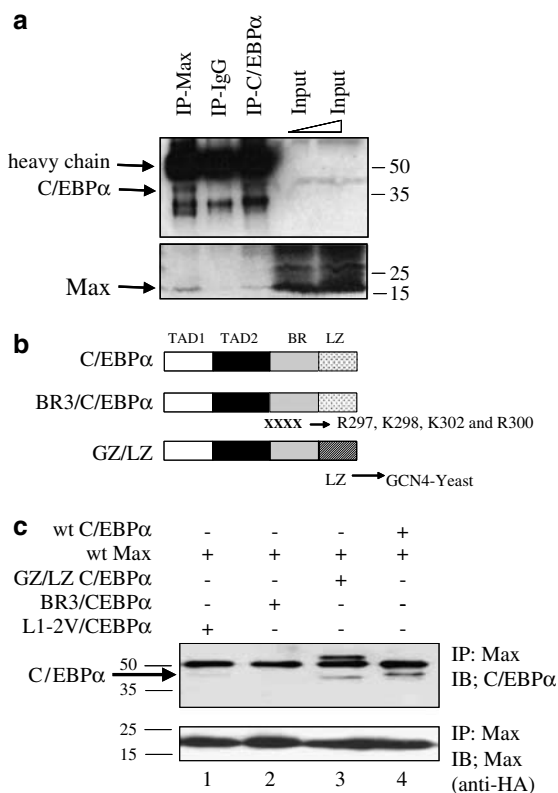 a
IP-Max
IP-IgG
IP-C/EBPα
Input
Input
heavy chain
C/EBPα
50
35
Max
25
15
b
TAD1 TAD2 BR LZ
C/EBPα
BR3/C/EBPα
XXXX R297, K298, K302 and R300
GZ/LZ
LZ GCN4-Yeast
c
wt C/EBPα - - - +
wt Max + + + +
GZ/LZ C/EBPα - - + -
BR3/CEBPα - + - -
L1-2V/CEBPα + - - -
C/EBPα
50
35
IP: Max
IB; C/EBPα
25
15
IP: Max
IB; Max
(anti-HA)
1 2 3 4